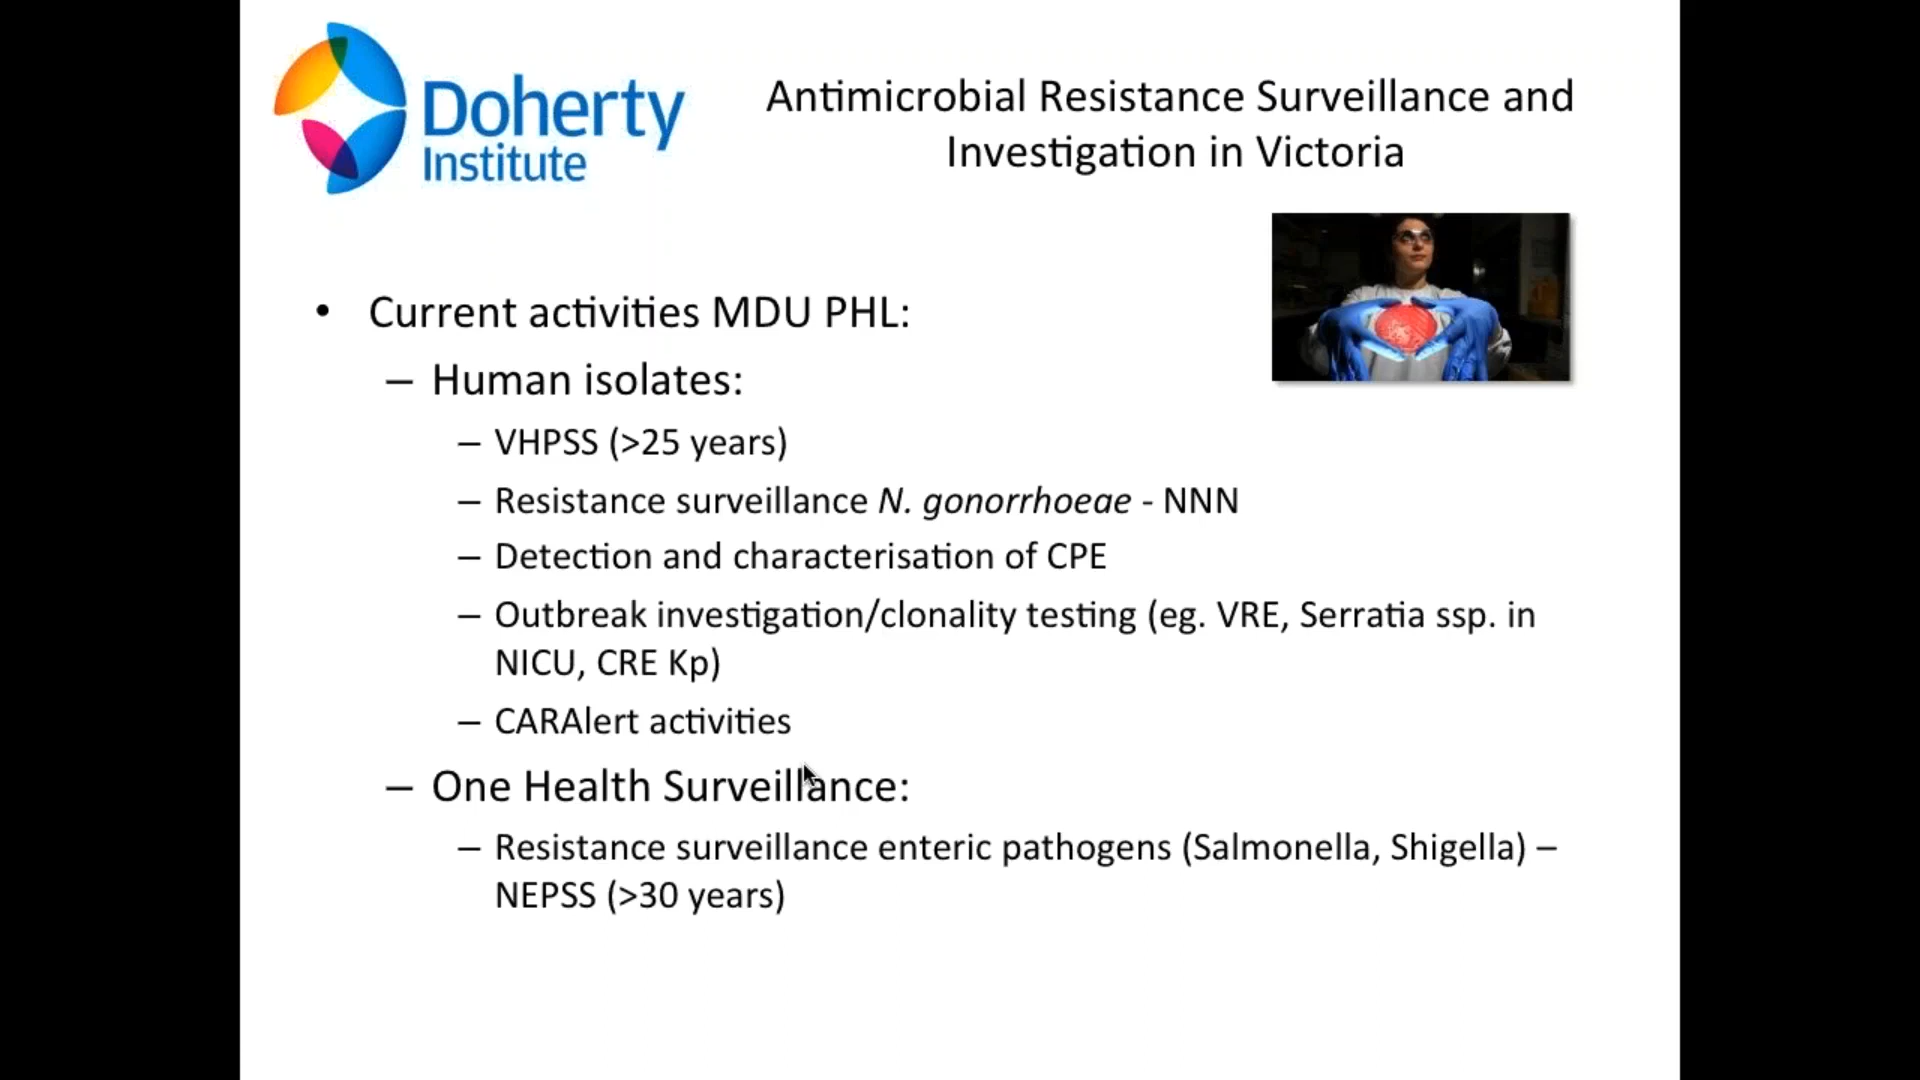 Doherty
Institute
Antimicrobial Resistance Surveillance and
Investigation in Victoria
• Current activities MDU PHL:
– Human isolates:
– VHPSS (>25 years)
– Resistance surveillance N. gonorrhoeae - NNN
– Detection and characterisation of CPE
– Outbreak investigation/clonality testing (eg. VRE, Serratia ssp. in
NICU, CRE Kp)
– CARAlert activities
– One Health Surveillance:
– Resistance surveillance enteric pathogens (Salmonella, Shigella) –
NEPSS (>30 years)